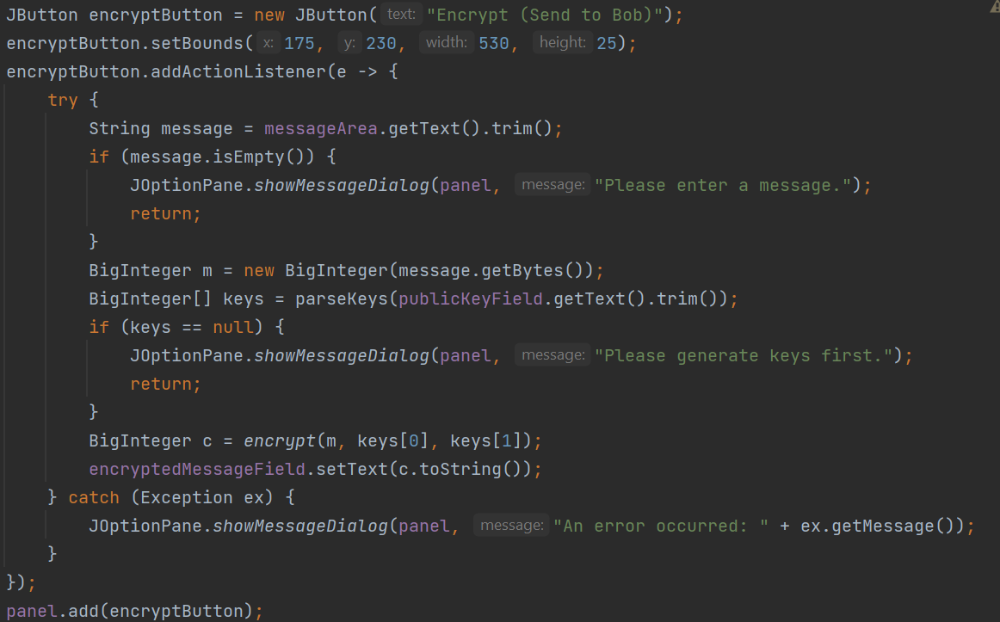 JButton encryptButton = new JButton( text: "Encrypt (Send to Bob)");
encryptButton.setBounds( x: 175, y: 230, width: 530, height: 25);
encryptButton.addActionListener(e -> {
    try {
        String message = messageArea.getText().trim();
        if (message.isEmpty()) {
            JOptionPane.showMessageDialog(panel, message: "Please enter a message.");
            return;
        }
        BigInteger m = new BigInteger(message.getBytes());
        BigInteger[] keys = parseKeys(publicKeyField.getText().trim());
        if (keys == null) {
            JOptionPane.showMessageDialog(panel, message: "Please generate keys first.");
            return;
        }
        BigInteger c = encrypt(m, keys[0], keys[1]);
        encryptedMessageField.setText(c.toString());
    } catch (Exception ex) {
        JOptionPane.showMessageDialog(panel, message: "An error occurred: " + ex.getMessage());
    }
});
panel.add(encryptButton);